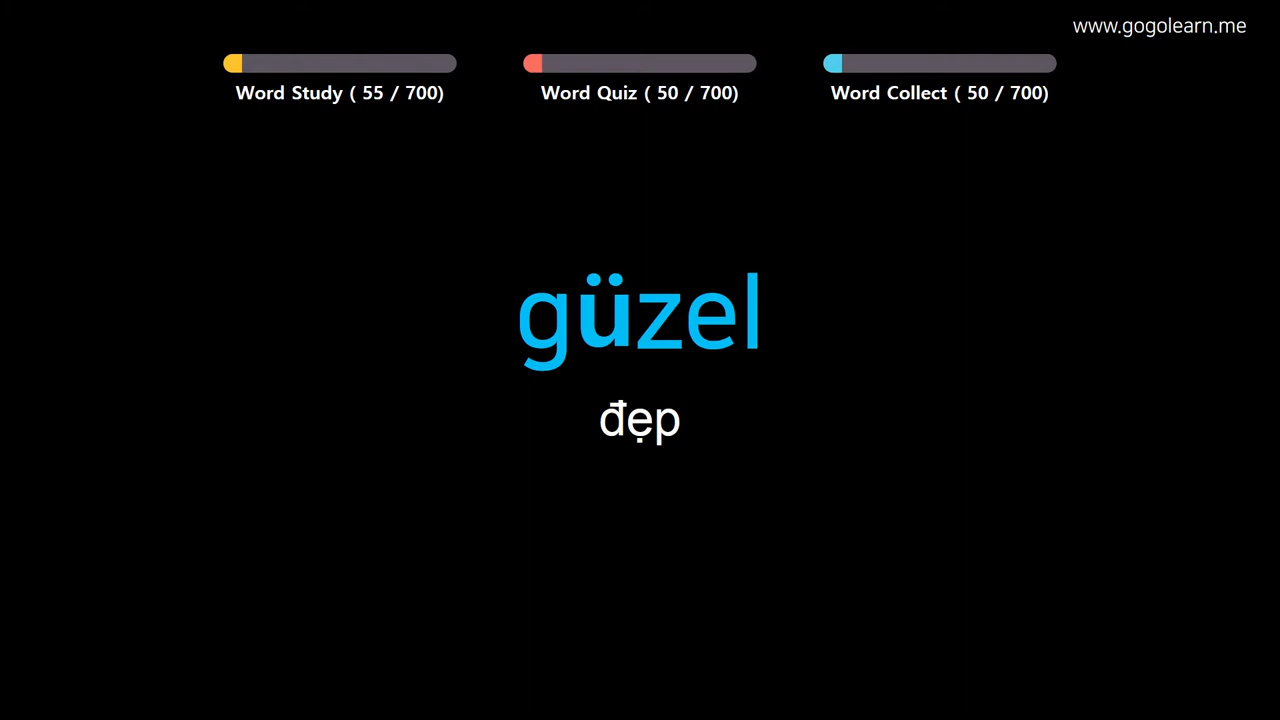 www.gogolearn.me
Word Study ( 55 / 700)
Word Quiz ( 50 / 700)
Word Collect ( 50 / 700)
güzel
đẹp